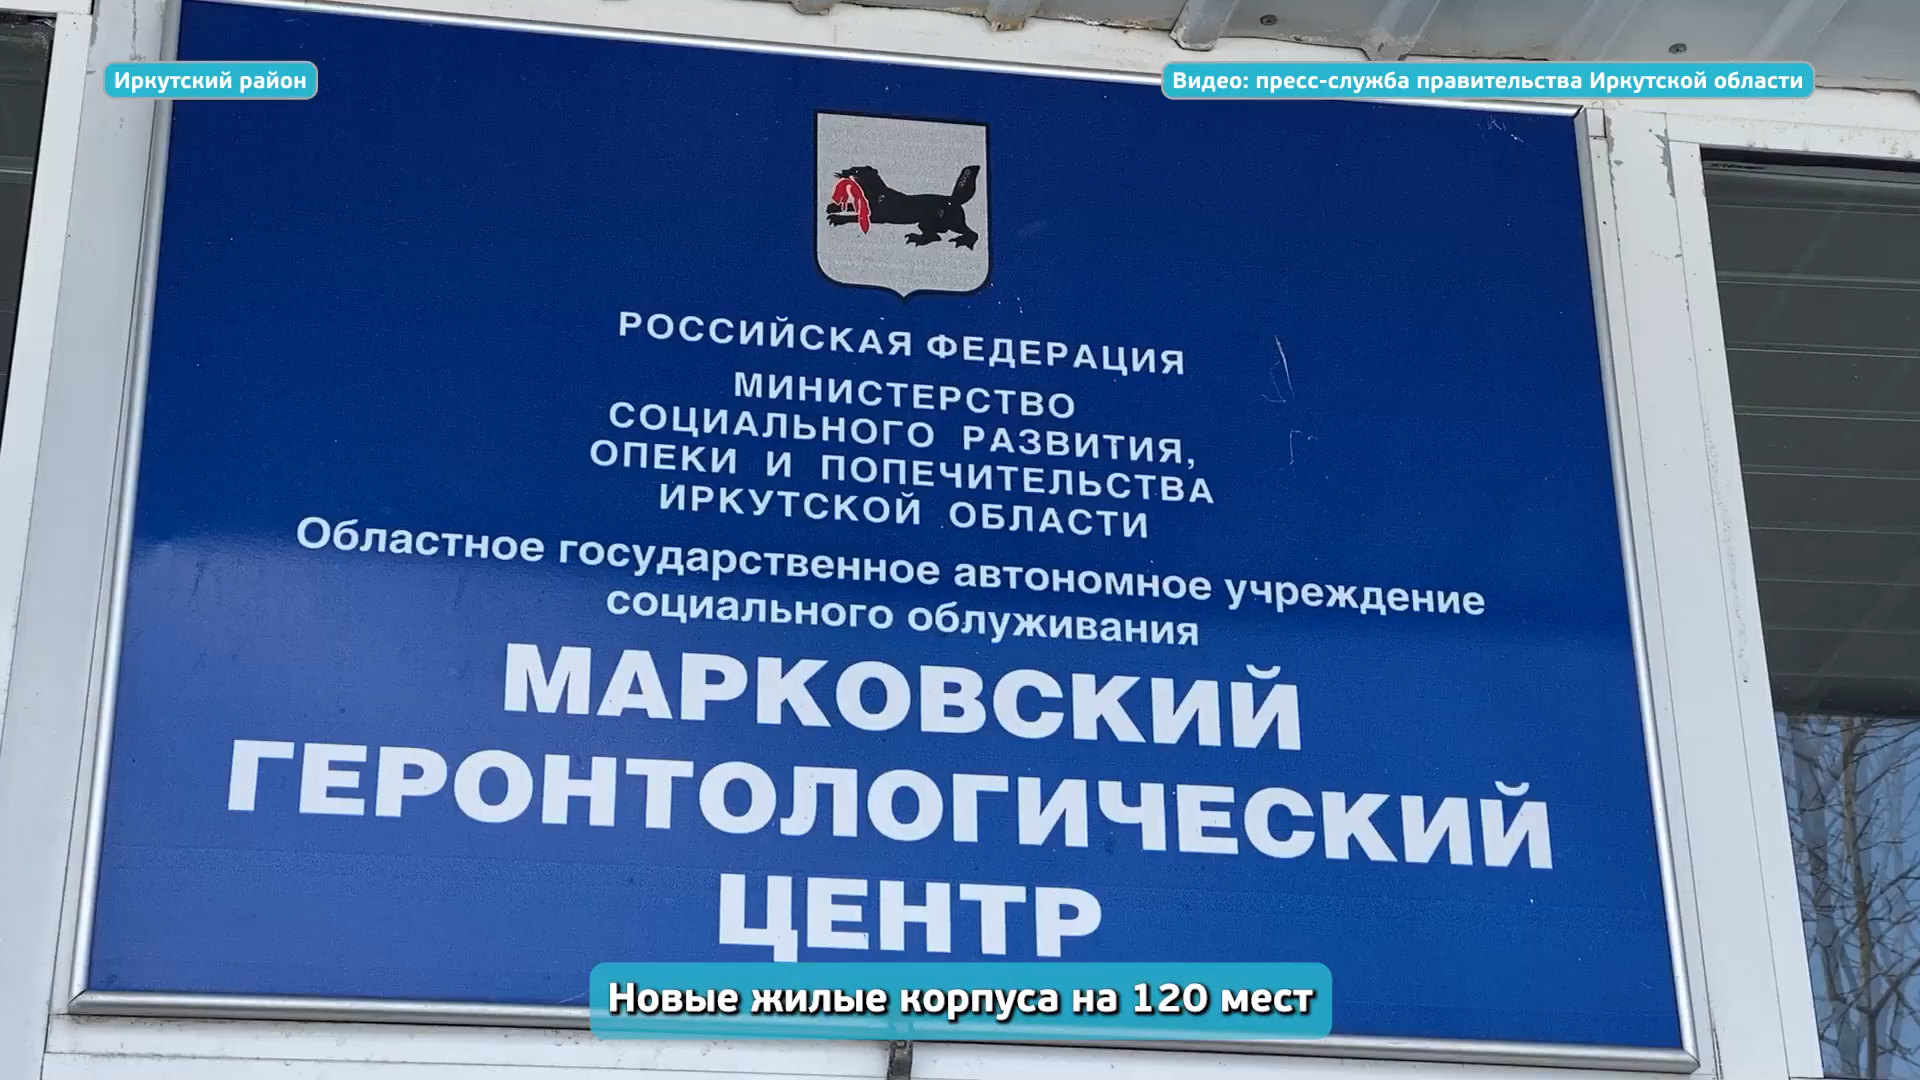 Иркутский район
Видео: пресс-служба правительства Иркутской области
РОССИЙСКАЯ ФЕДЕРАЦИЯ
МИНИСТЕРСТВО
СОЦИАЛЬНОГО РАЗВИТИЯ,
ОПЕКИ И ПОПЕЧИТЕЛЬСТВА
ИРКУТСКОЙ ОБЛАСТИ
Областное государственное автономное учреждение
социального облуживания
МАРКОВСКИЙ
ГЕРОНТОЛОГИЧЕСКИЙ
ЦЕНТР
Новые жилые корпуса на 120 мест